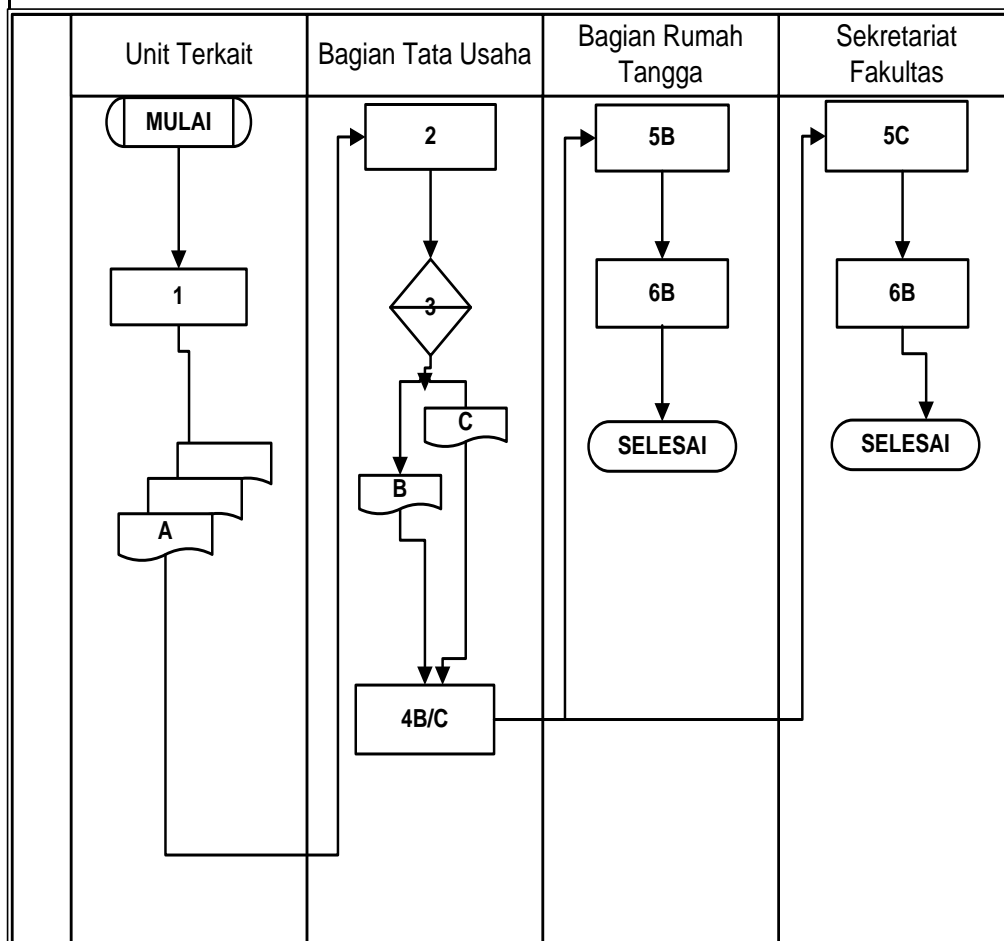 Unit Terkait
Bagian Tata Usaha
Bagian Rumah
Tangga
Sekretariat
Fakultas
MULAI
2
5B
5C
1
3
6B
6B
C
B
SELESAI
SELESAI
A
4B/C